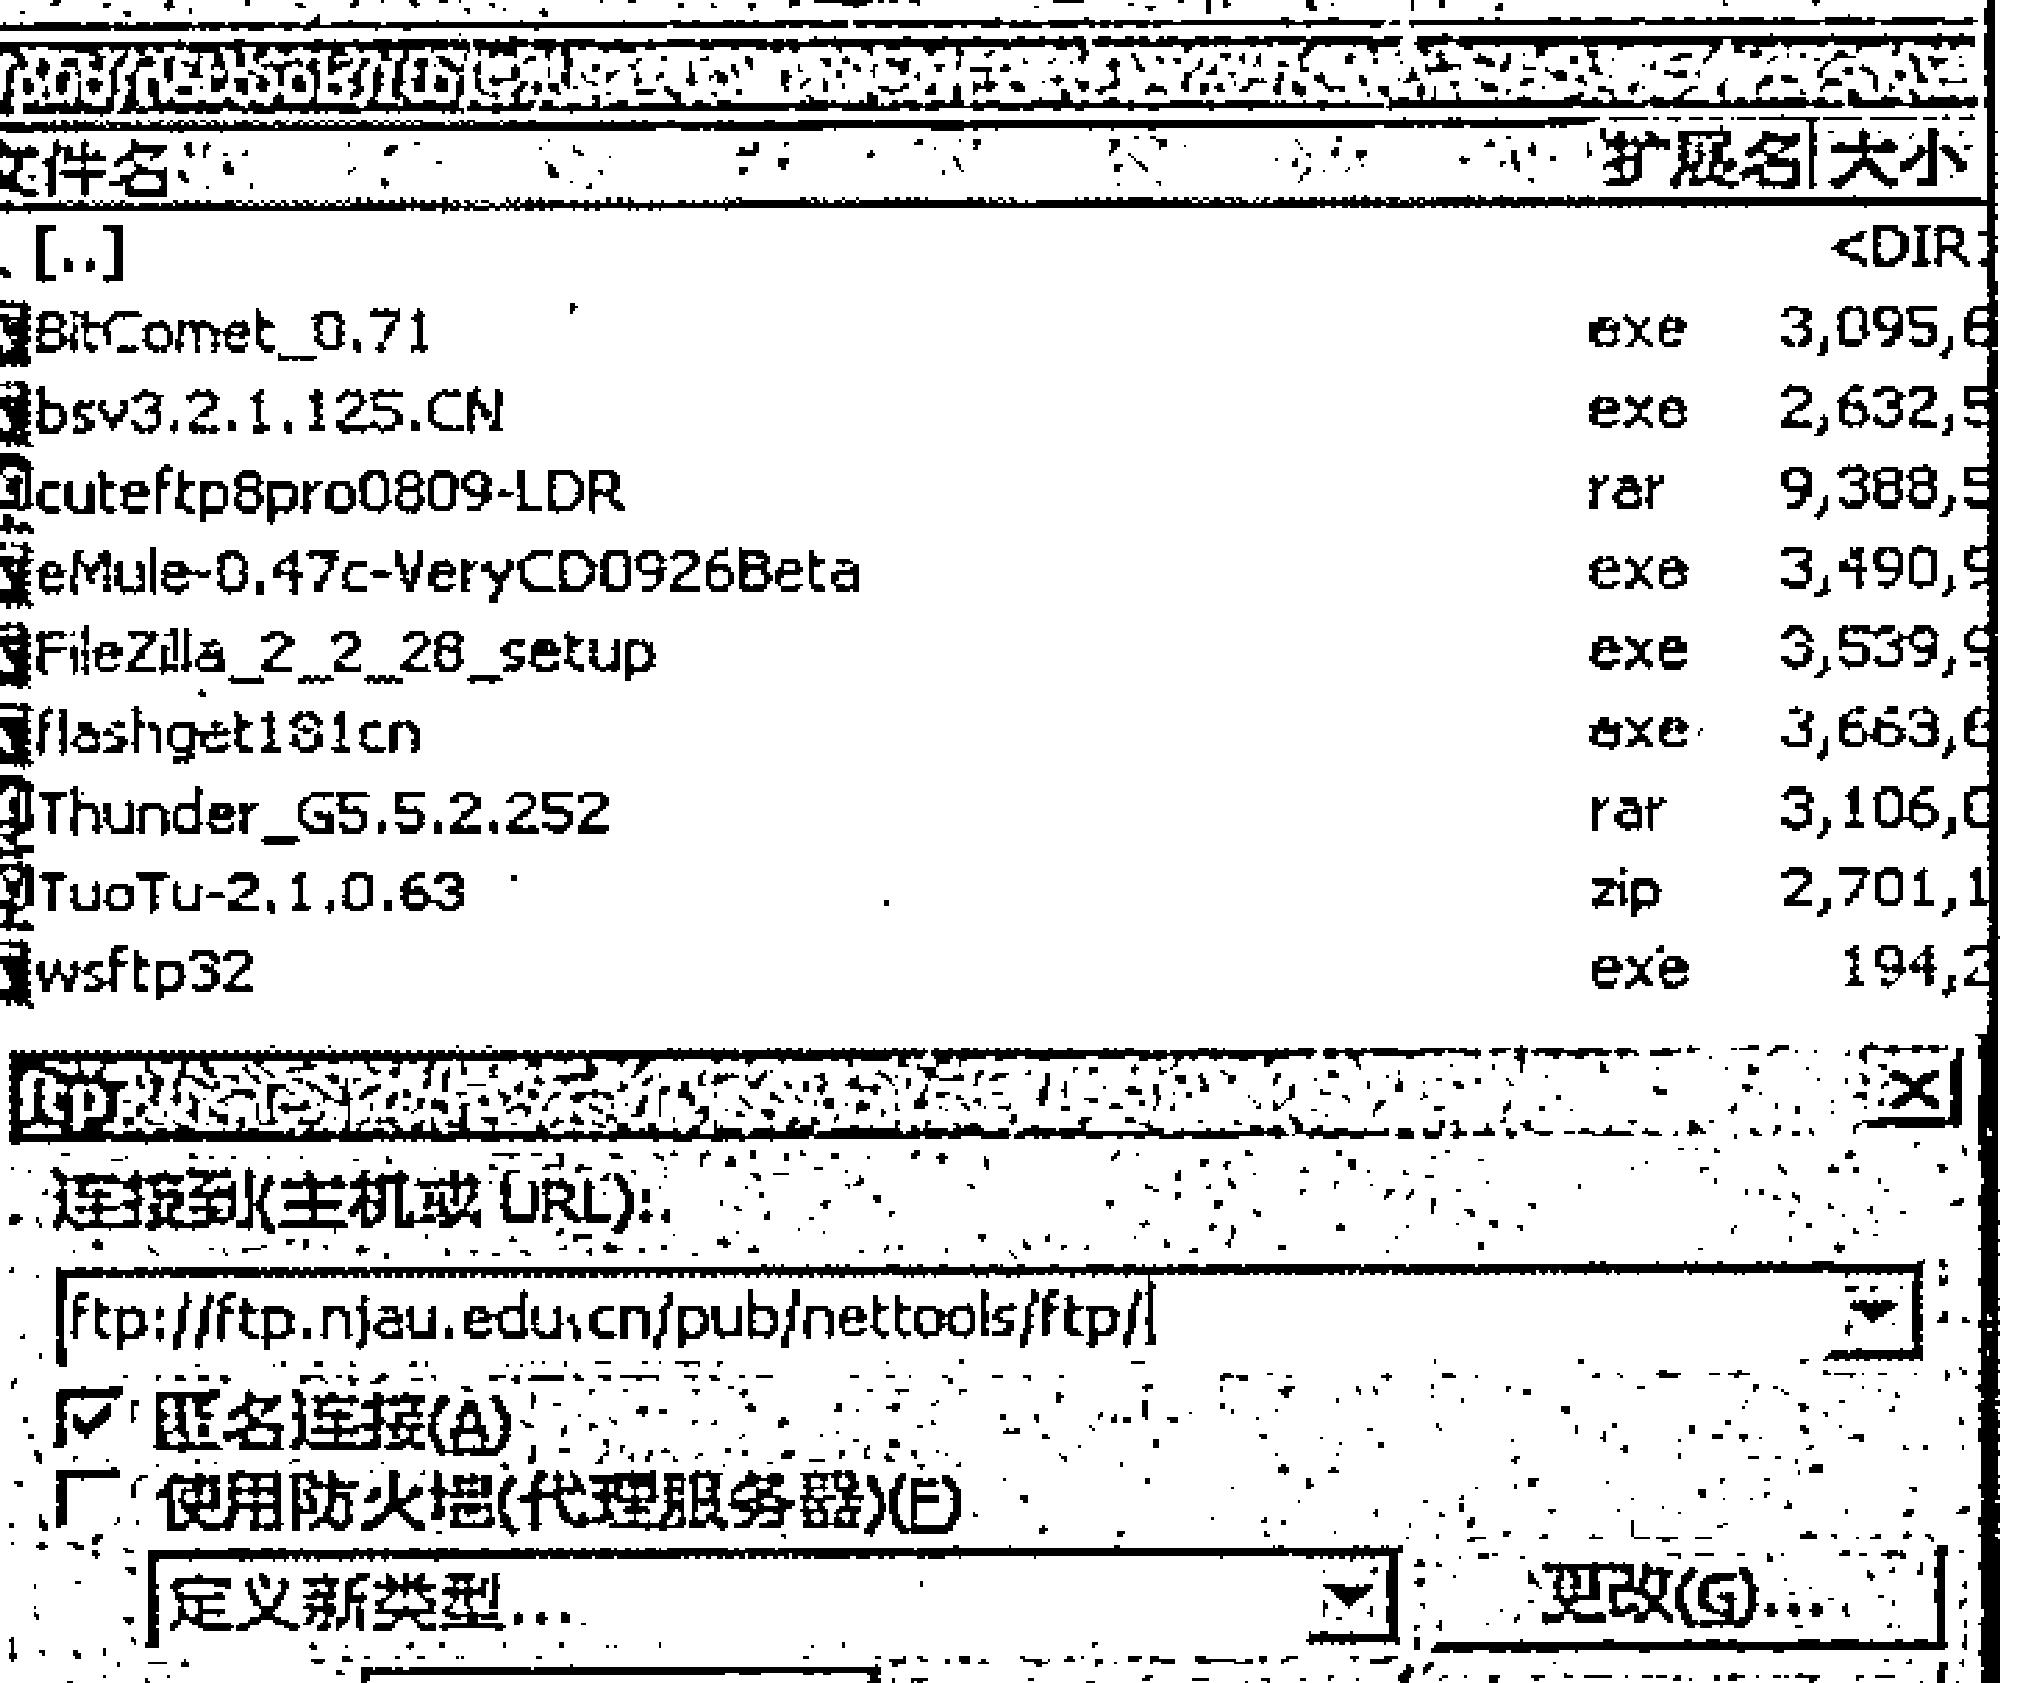 件名 扩展名 大小
[..] <DIR
BitComet_0.71 exe 3,095,6
bsv3.2.1.125.CN exe 2,632,5
cuteftp8pro0809-LDR rar 9,388,5
eMule-0.47c-VeryCD0926Beta exe 3,490,9
FileZilla_2_2_28_setup exe 3,539,9
flashget181cn exe 3,663,6
Thunder_G5.5.2.252 rar 3,106,0
TuoTu-2.1.0.63 zip 2,701,1
wsftp32 exe 194,2
ftp
连接到(主机或 URL):
ftp://ftp.njau.edu.cn/pub/nettools/ftp/
匿名连接(A)
使用防火墙(代理服务器)(F)
定义新类型... 更改(G)...